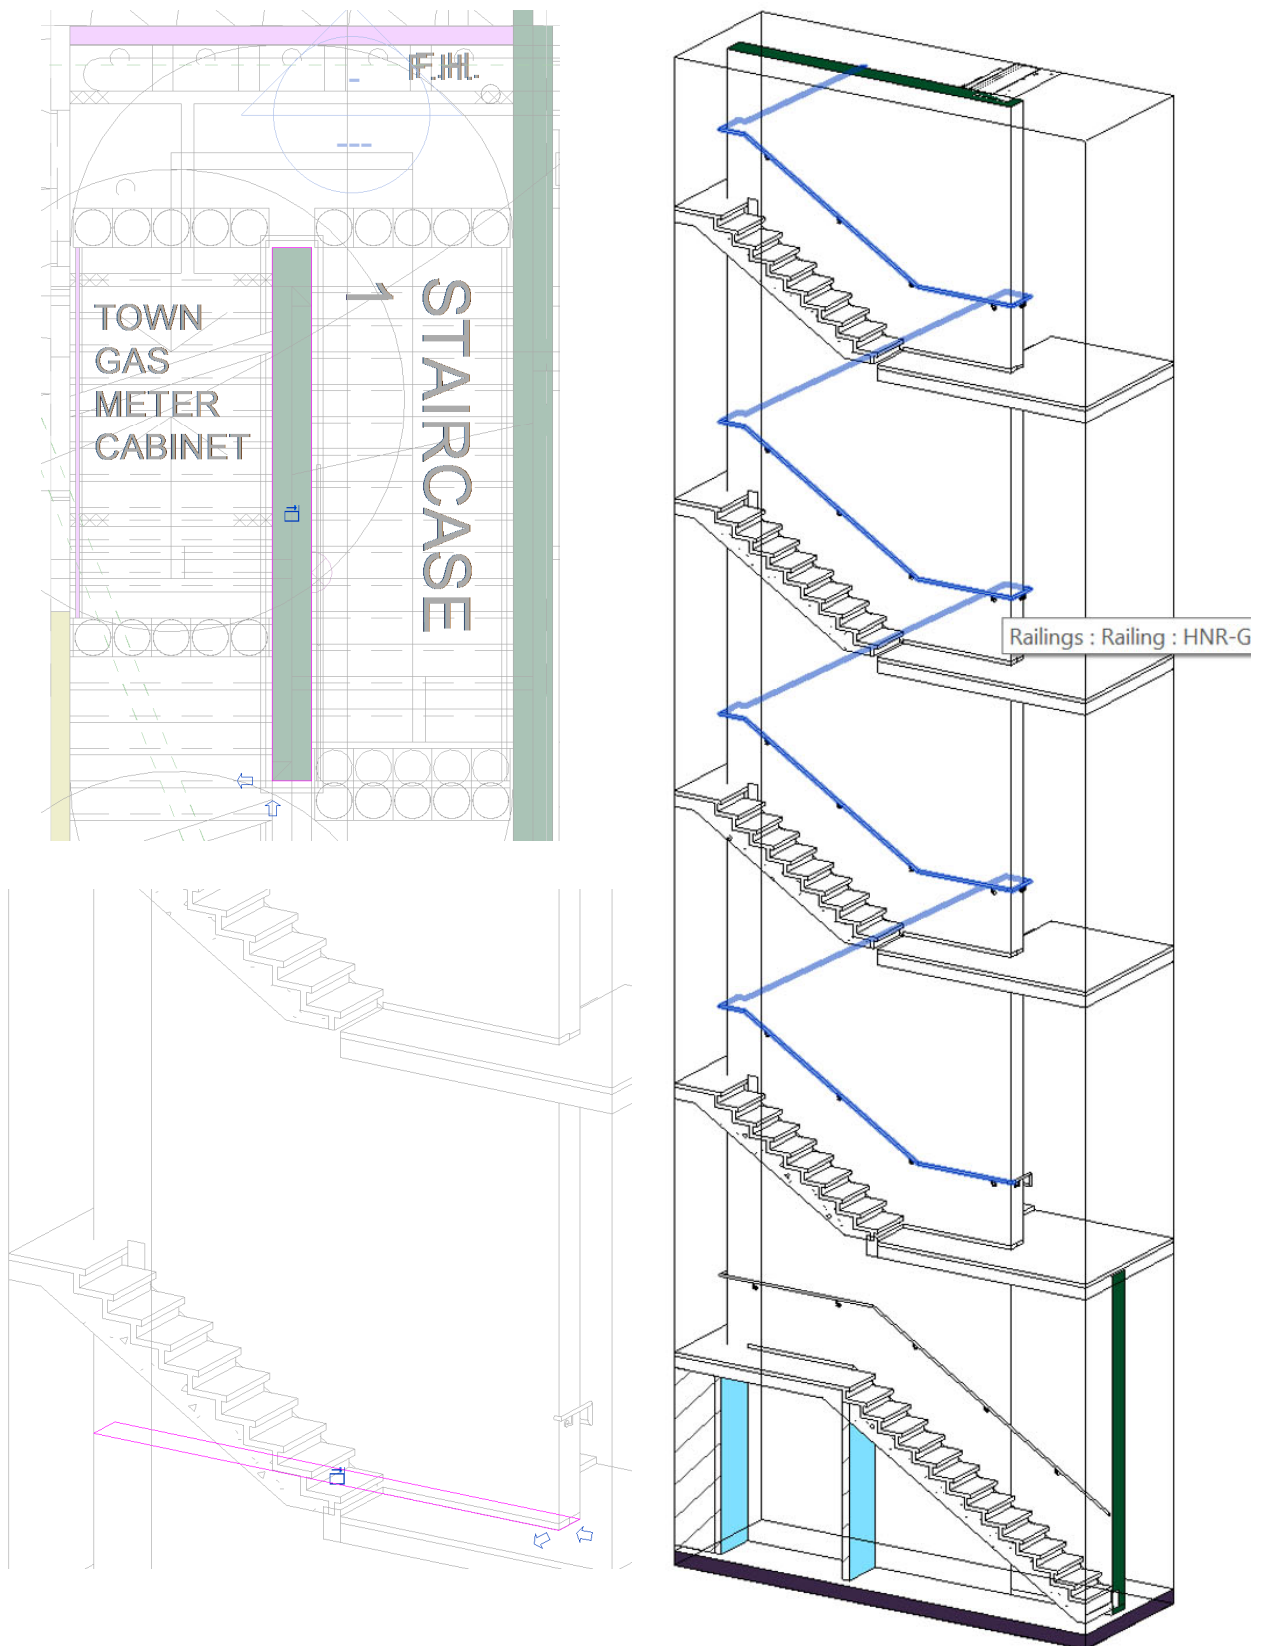 F.H.
TOWN
GAS
METER
CABINET
STAIRCASE
1
Railings : Railing : HNR-G